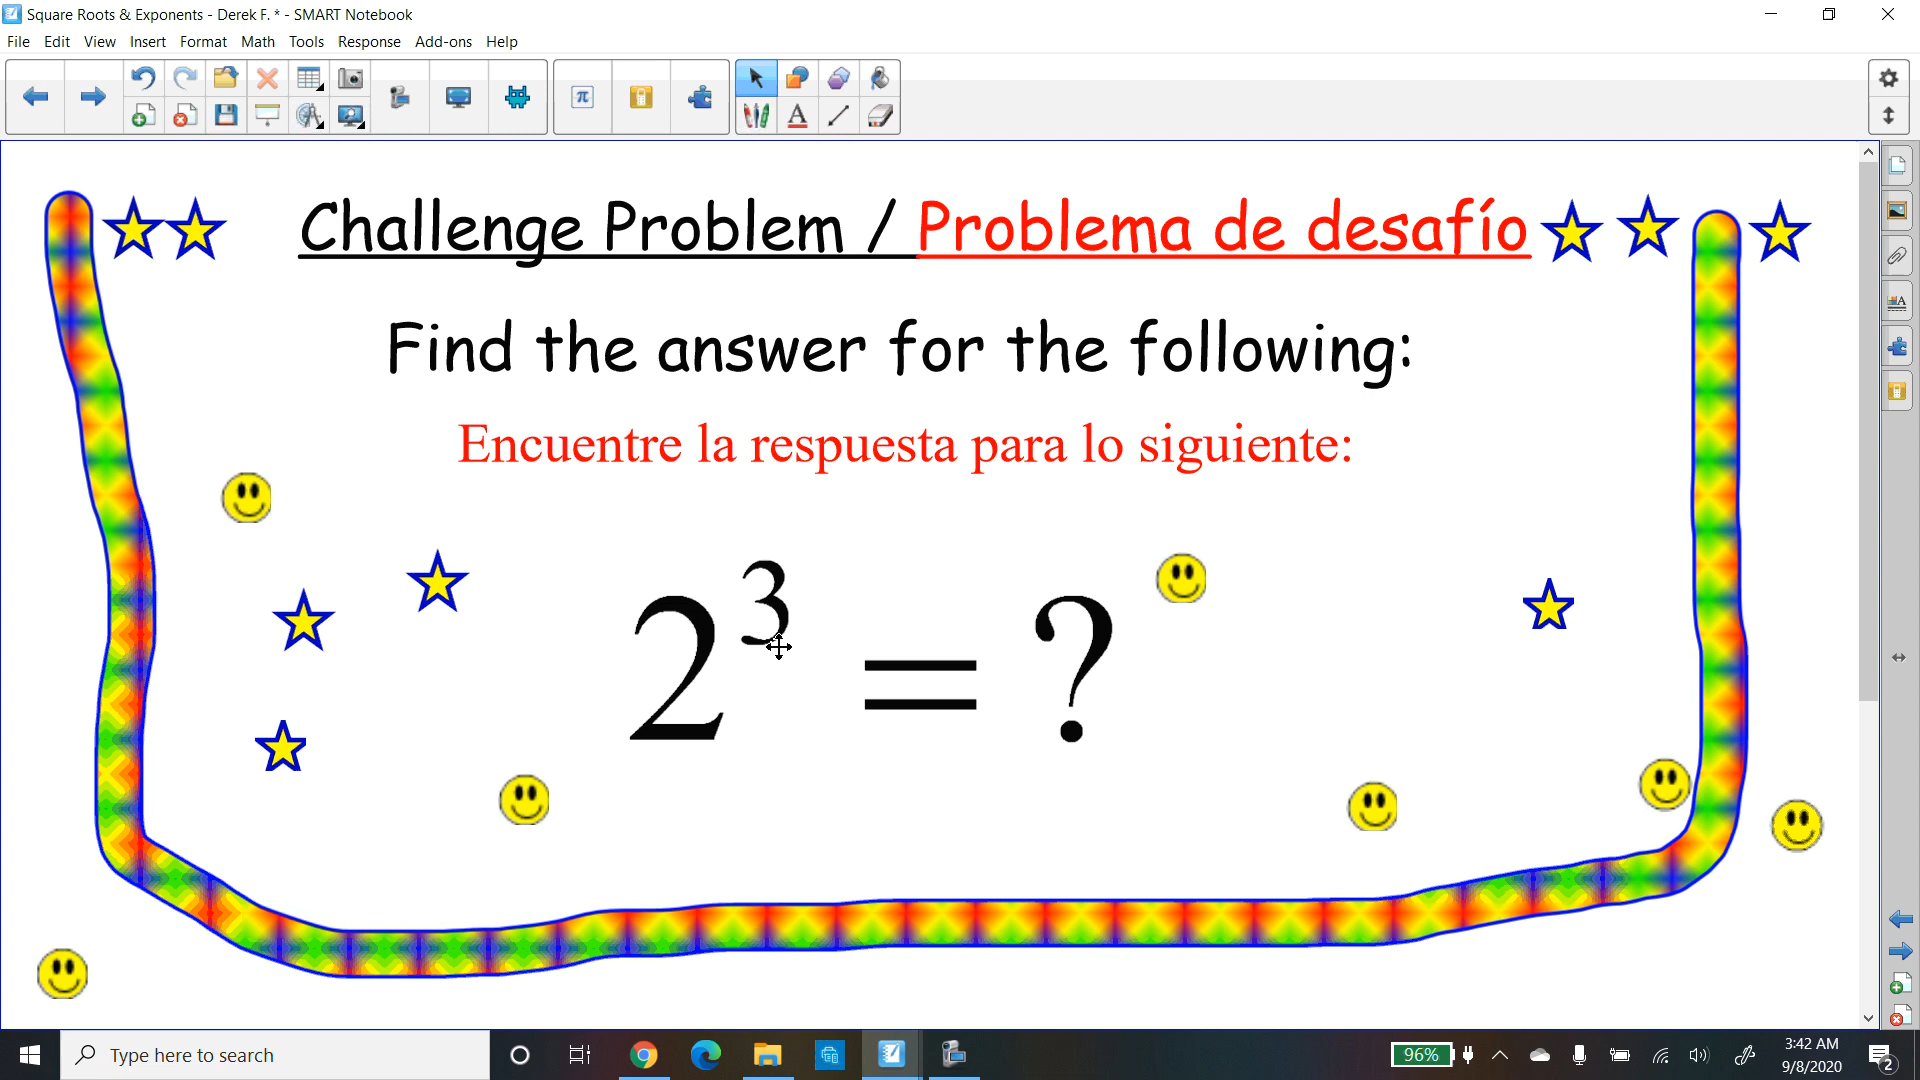 Square Roots & Exponents - Derek F. * - SMART Notebook
File Edit View Insert Format Math Tools Response Add-ons Help
Challenge Problem / Problema de desafío
Find the answer for the following:
Encuentre la respuesta para lo siguiente:
2³ = ?
Type here to search
96%
3:42 AM
9/8/2020
2